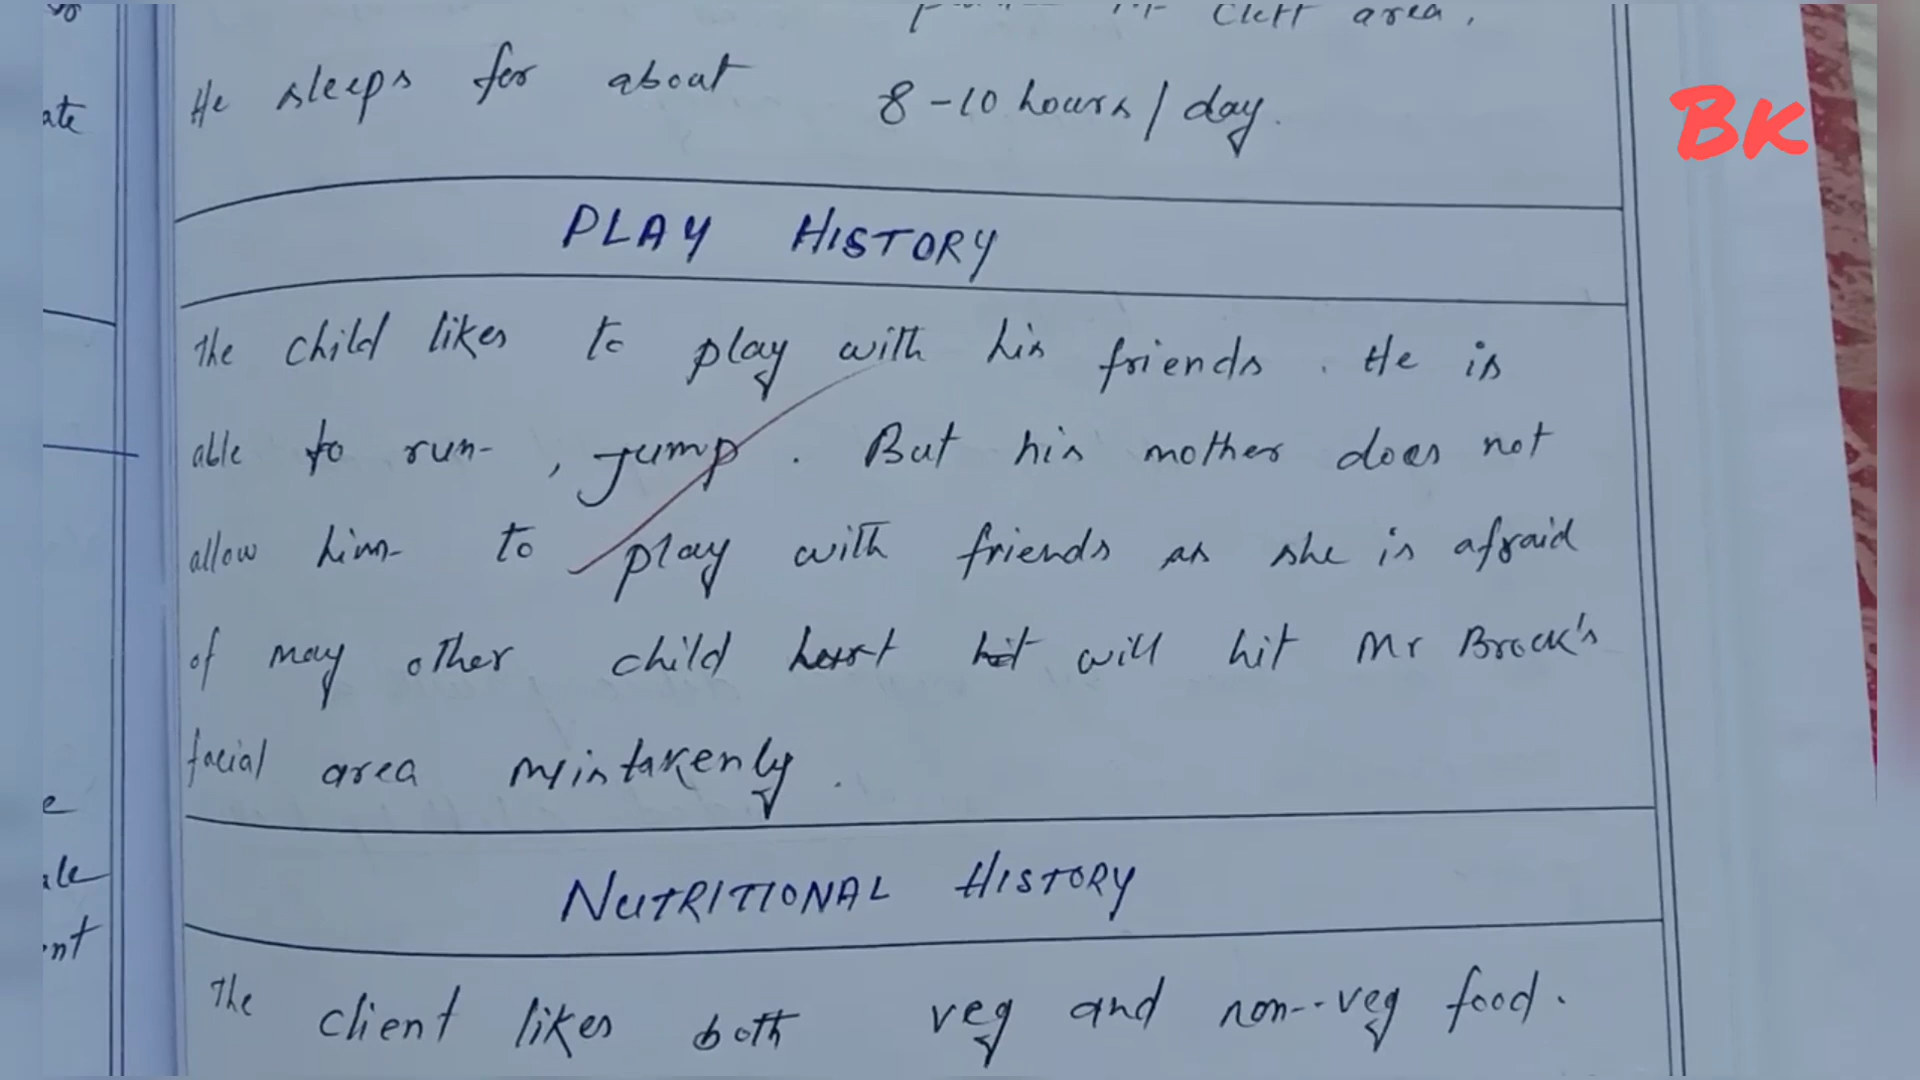 Cleft area.
He sleeps for about 8-10 hours/day.
BK
ate
PLAY HISTORY
The child likes to play with his friends. He is
able to run, jump. But his mother does not
allow him to play with friends as she is afraid
of may other child hurt hit will hit Mr Brock's
facial area mistakenly.
NUTRITIONAL HISTORY
The client likes both veg and non-veg food.